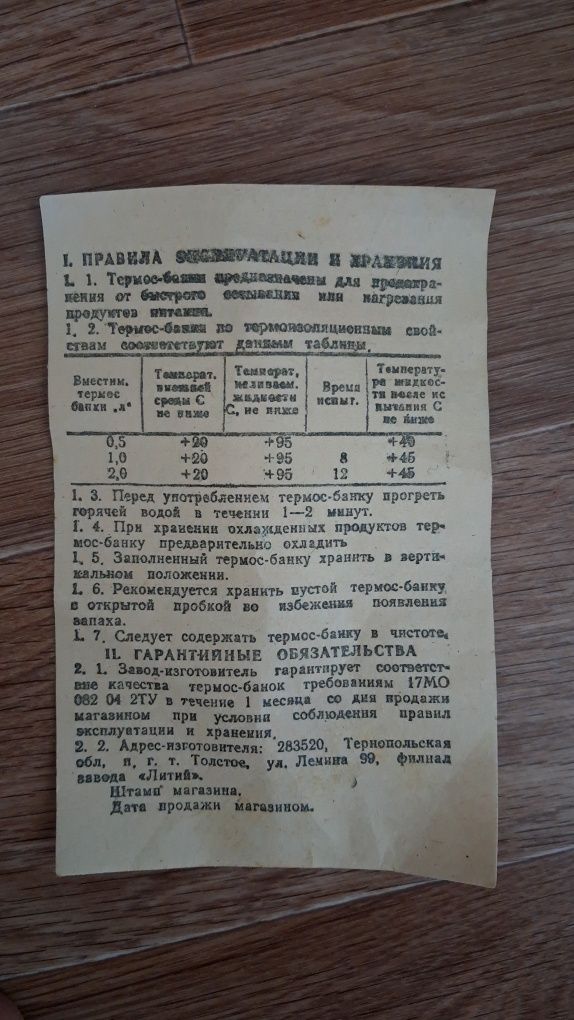 I. ПРАВИЛА ЭКСПЛУАТАЦИИ И ХРАНЕНИЯ
1. 1. Термос-банки предназначены для предохра-
нения от быстрого остывания или нагревания
продуктов питания.
1. 2. Термос-банки по термоизоляционным свой-
ствам соответствуют данным таблицы.
Вместим. термос банки „л"
Температ. внешней среды С не ниже
Температ. наливаем. жидкости С, не ниже
Время испыт.
Температу- ра жидкос- ти после ис пытания С не ниже
0,5 +20 +95 +40
1,0 +20 +95 8 +45
2,0 +20 +95 12 +45
1. 3. Перед употреблением термос-банку прогреть
горячей водой в течении 1—2 минут.
1. 4. При хранении охлажденных продуктов тер-
мос-банку предварительно охладить
1. 5. Заполненный термос-банку хранить в верти-
кальном положении.
1. 6. Рекомендуется хранить пустой термос-банку
с открытой пробкой во избежения появления
запаха.
1. 7. Следует содержать термос-банку в чистоте.
II. ГАРАНТИЙНЫЕ ОБЯЗАТЕЛЬСТВА
2. 1. Завод-изготовитель гарантирует соответст-
вие качества термос-банок требованиям 17МО
082 04 2ТУ в течение 1 месяца со дня продажи
магазином при условии соблюдения правил
эксплуатации и хранения.
2. 2. Адрес-изготовителя: 283520, Тернопольская
обл, п. г. т. Толстое, ул. Ленина 99, филиал
завода «Литий».
Штамп магазина.
Дата продажи магазином.